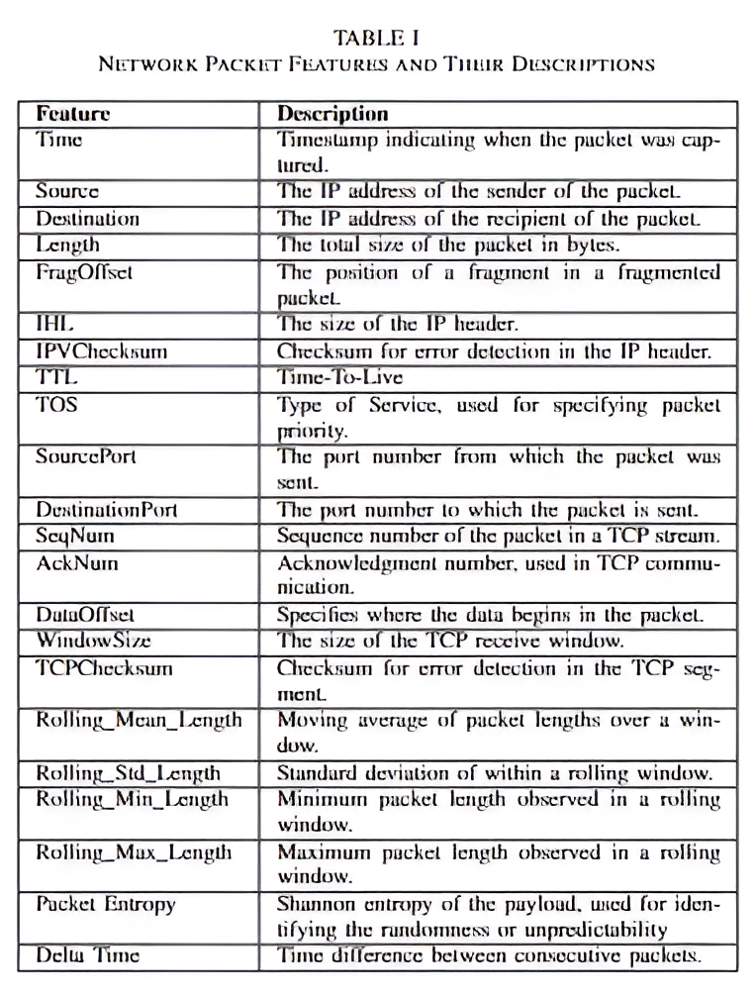 TABLE I
NETWORK PACKET FEATURES AND THEIR DESCRIPTIONS
Feature Description
Time Timestamp indicating when the packet was cap-
tured.
Source The IP address of the sender of the packet.
Destination The IP address of the recipient of the packet.
Length The total size of the packet in bytes.
FragOffset The position of a fragment in a fragmented
packet.
IHL The size of the IP header.
IPVChecksum Checksum for error detection in the IP header.
TTL Time-To-Live
TOS Type of Service, used for specifying packet
priority.
SourcePort The port number from which the packet was
sent.
DestinationPort The port number to which the packet is sent.
SeqNum Sequence number of the packet in a TCP stream.
AckNum Acknowledgment number, used in TCP commu-
nication.
DataOffset Specifies where the data begins in the packet.
WindowSize The size of the TCP receive window.
TCPChecksum Checksum for error detection in the TCP seg-
ment.
Rolling_Mean_Length Moving average of packet lengths over a win-
dow.
Rolling_Std_Length Standard deviation of within a rolling window.
Rolling_Min_Length Minimum packet length observed in a rolling
window.
Rolling_Max_Length Maximum packet length observed in a rolling
window.
Packet Entropy Shannon entropy of the payload, used for iden-
tifying the randomness or unpredictability
Delta Time Time difference between consecutive packets.